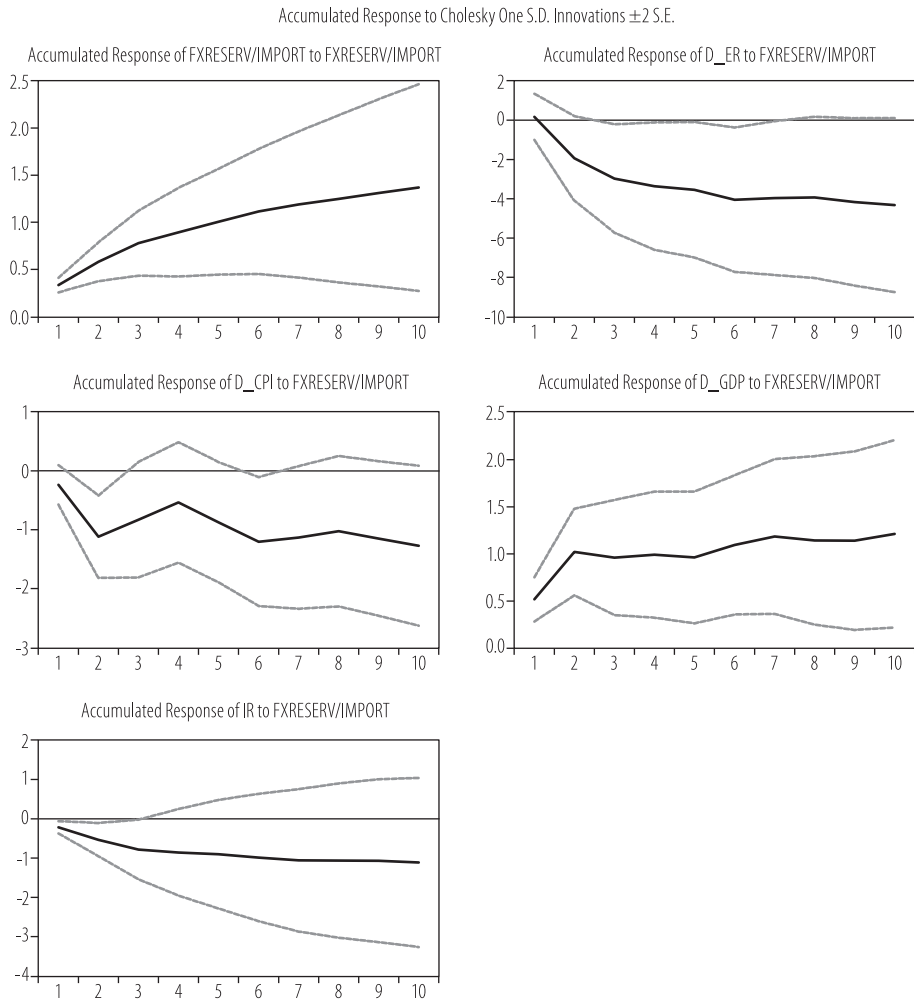 Accumulated Response to Cholesky One S.D. Innovations ±2 S.E.
Accumulated Response of FXRESERV/IMPORT to FXRESERV/IMPORT
2.5
2.0
1.5
1.0
0.5
0.0
1 2 3 4 5 6 7 8 9 10
Accumulated Response of D_ER to FXRESERV/IMPORT
2
0
-2
-4
-6
-8
-10
1 2 3 4 5 6 7 8 9 10
Accumulated Response of D_CPI to FXRESERV/IMPORT
1
0
-1
-2
-3
1 2 3 4 5 6 7 8 9 10
Accumulated Response of D_GDP to FXRESERV/IMPORT
2.5
2.0
1.5
1.0
0.5
0.0
1 2 3 4 5 6 7 8 9 10
Accumulated Response of IR to FXRESERV/IMPORT
2
1
0
-1
-2
-3
-4
1 2 3 4 5 6 7 8 9 10